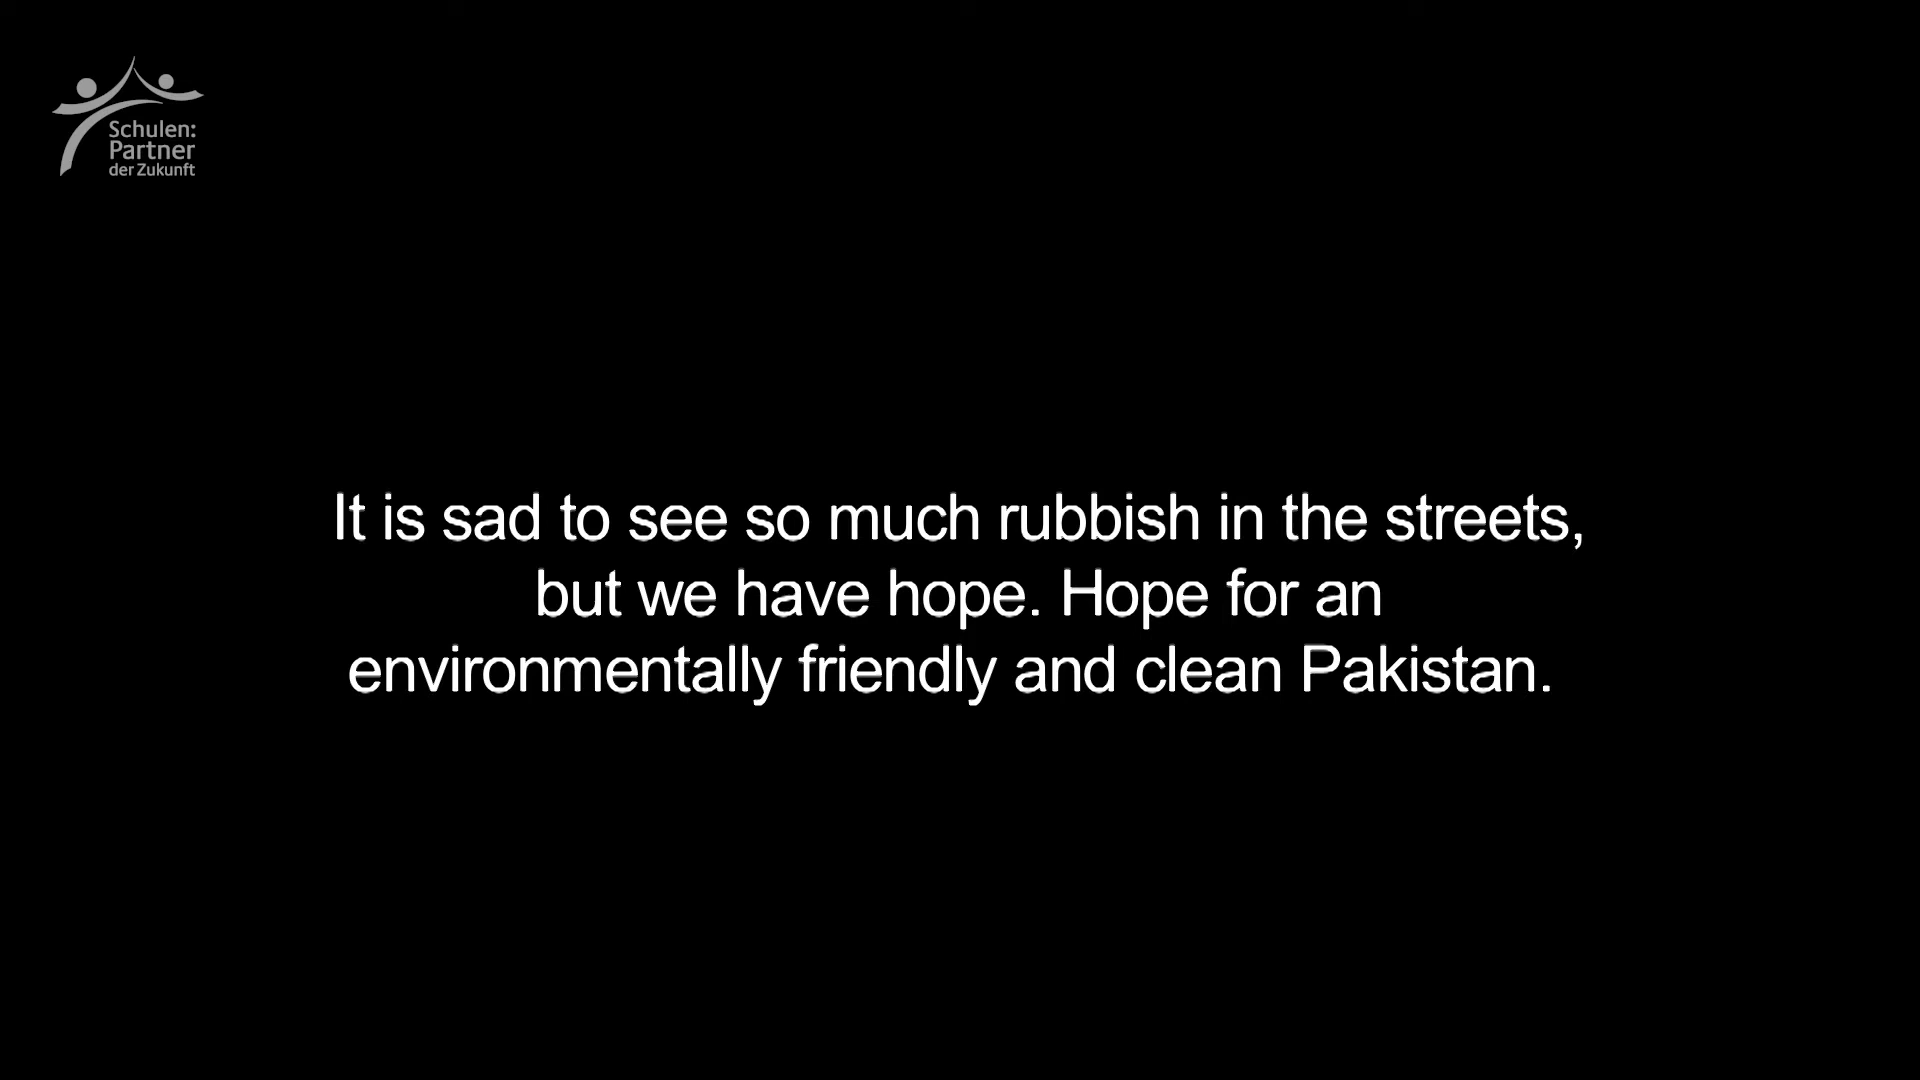 Schulen:
Partner
der Zukunft
It is sad to see so much rubbish in the streets,
but we have hope. Hope for an
environmentally friendly and clean Pakistan.